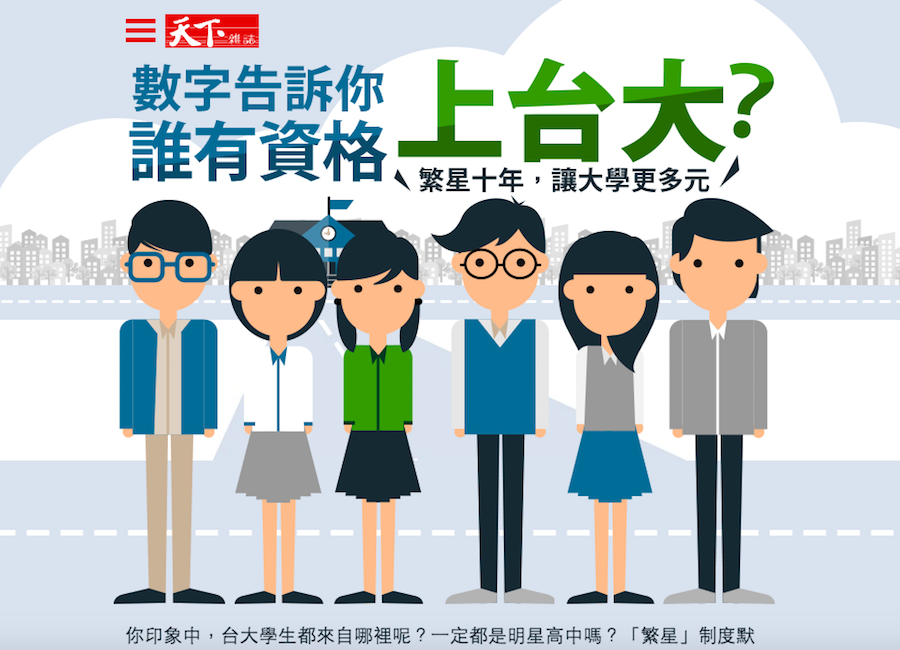 天下雜誌
數字告訴你
誰有資格
上台大?
繁星十年，讓大學更多元
你印象中，台大學生都來自哪裡呢？一定都是明星高中嗎？「繁星」制度默